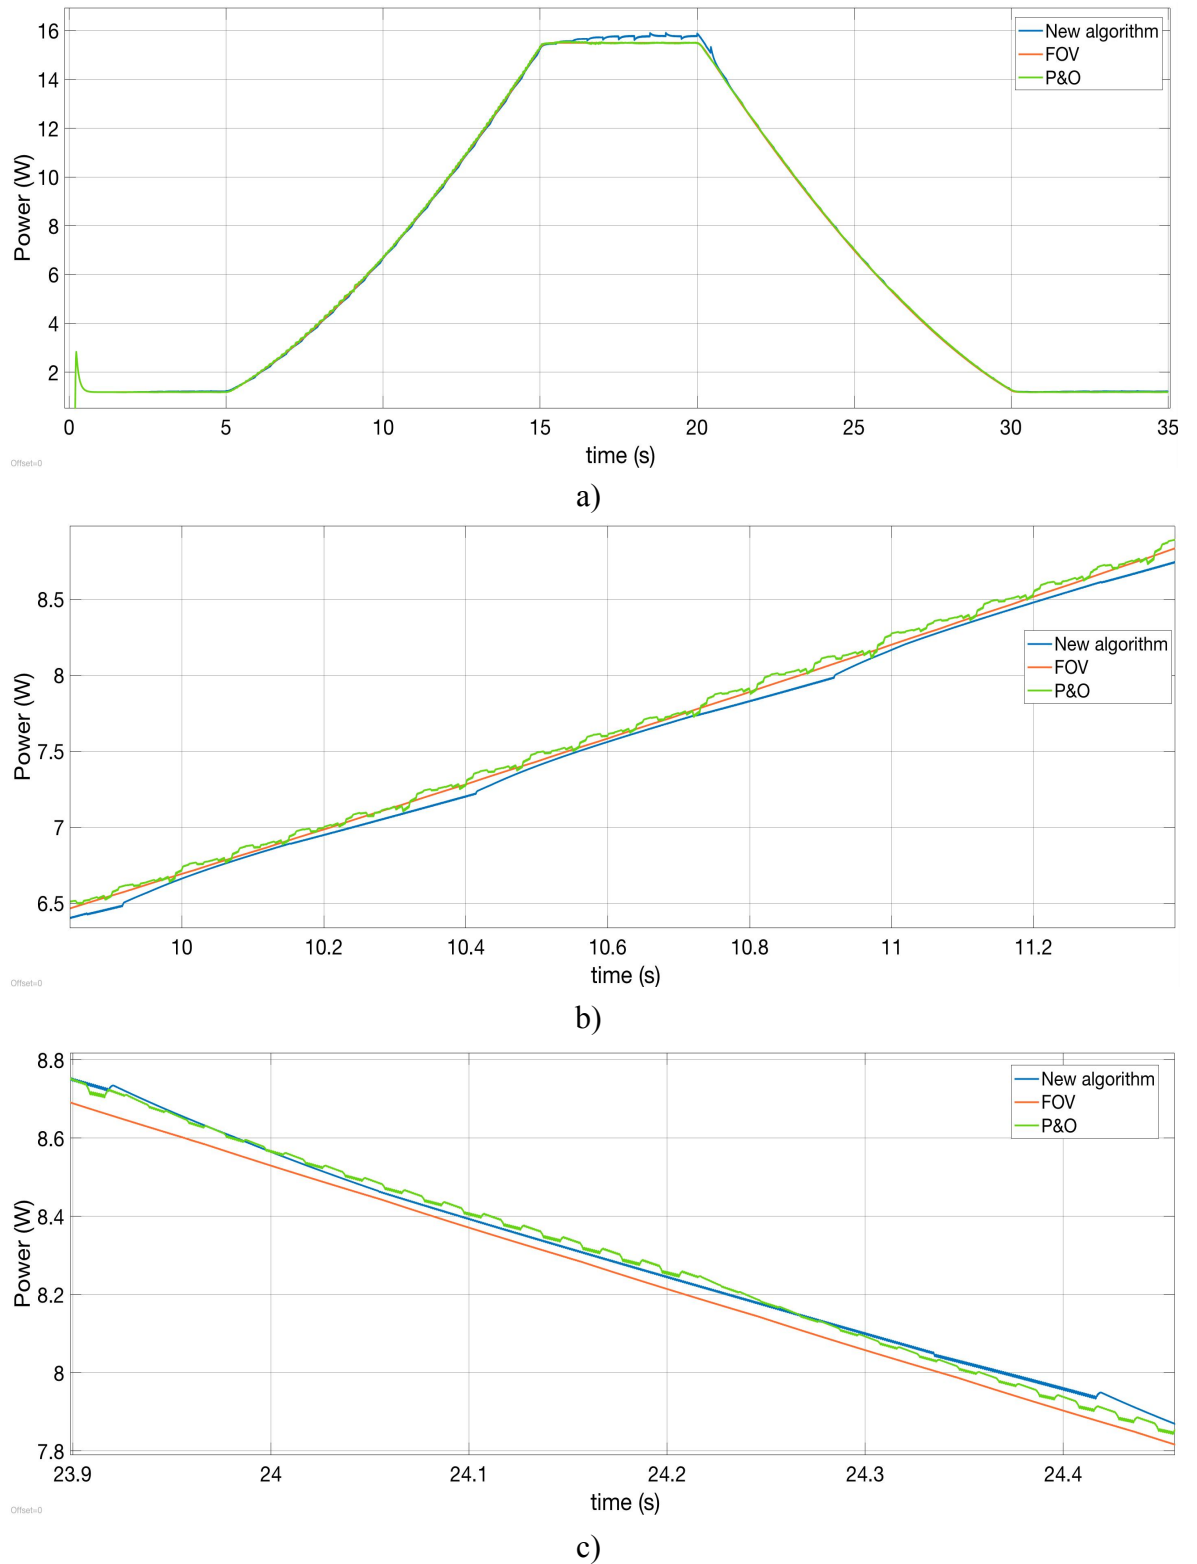 16
14
12
10
8
6
4
2
Power (W)
New algorithm
FOV
P&O
0 5 10 15 20 25 30 35
time (s)
Offset=0
a)
8.5
8
7.5
7
6.5
Power (W)
New algorithm
FOV
P&O
10 10.2 10.4 10.6 10.8 11 11.2
time (s)
Offset=0
b)
8.8
8.6
8.4
8.2
8
7.8
Power (W)
New algorithm
FOV
P&O
23.9 24 24.1 24.2 24.3 24.4
time (s)
Offset=0
c)